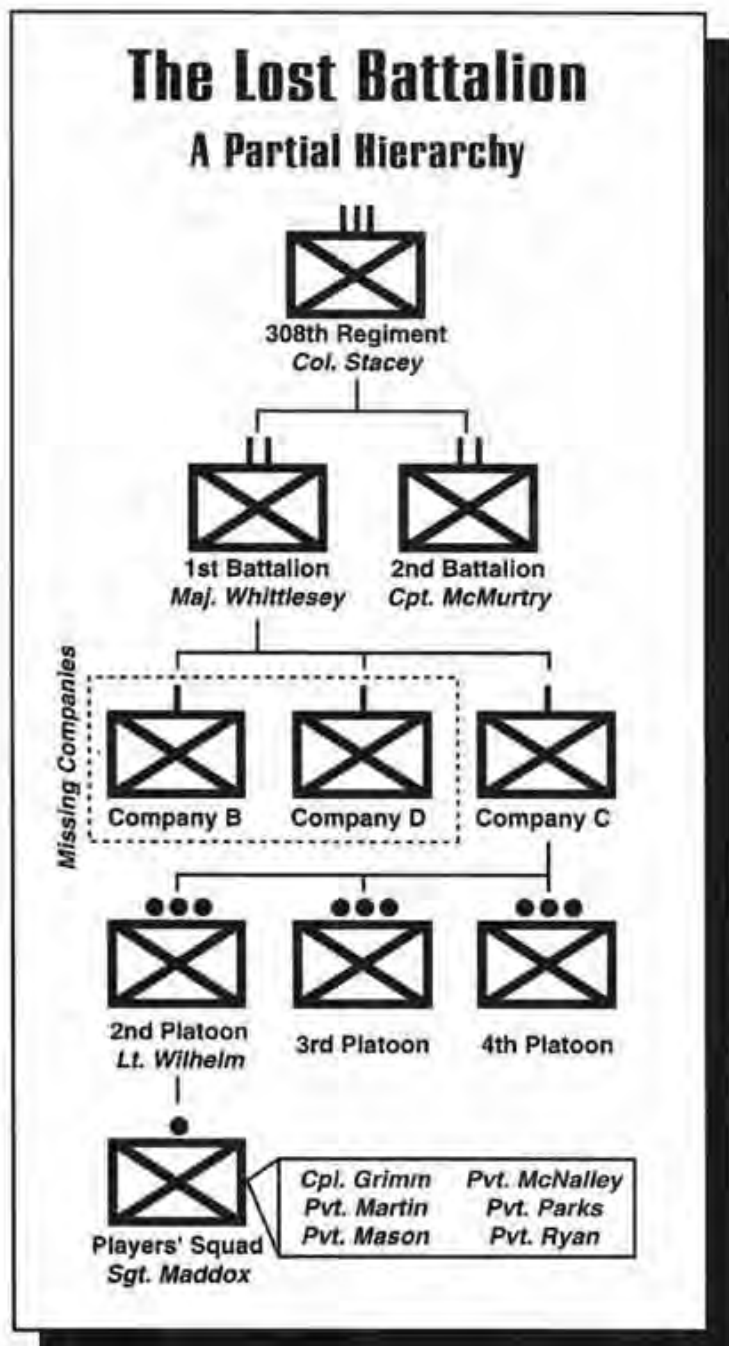 The Lost Battalion
A Partial Hierarchy
308th Regiment
Col. Stacey
1st Battalion
Maj. Whittlesey
2nd Battalion
Cpt. McMurtry
Missing Companies
Company B
Company D
Company C
2nd Platoon
Lt. Wilhelm
3rd Platoon
4th Platoon
Players' Squad
Sgt. Maddox
Cpl. Grimm
Pvt. McNalley
Pvt. Martin
Pvt. Parks
Pvt. Mason
Pvt. Ryan